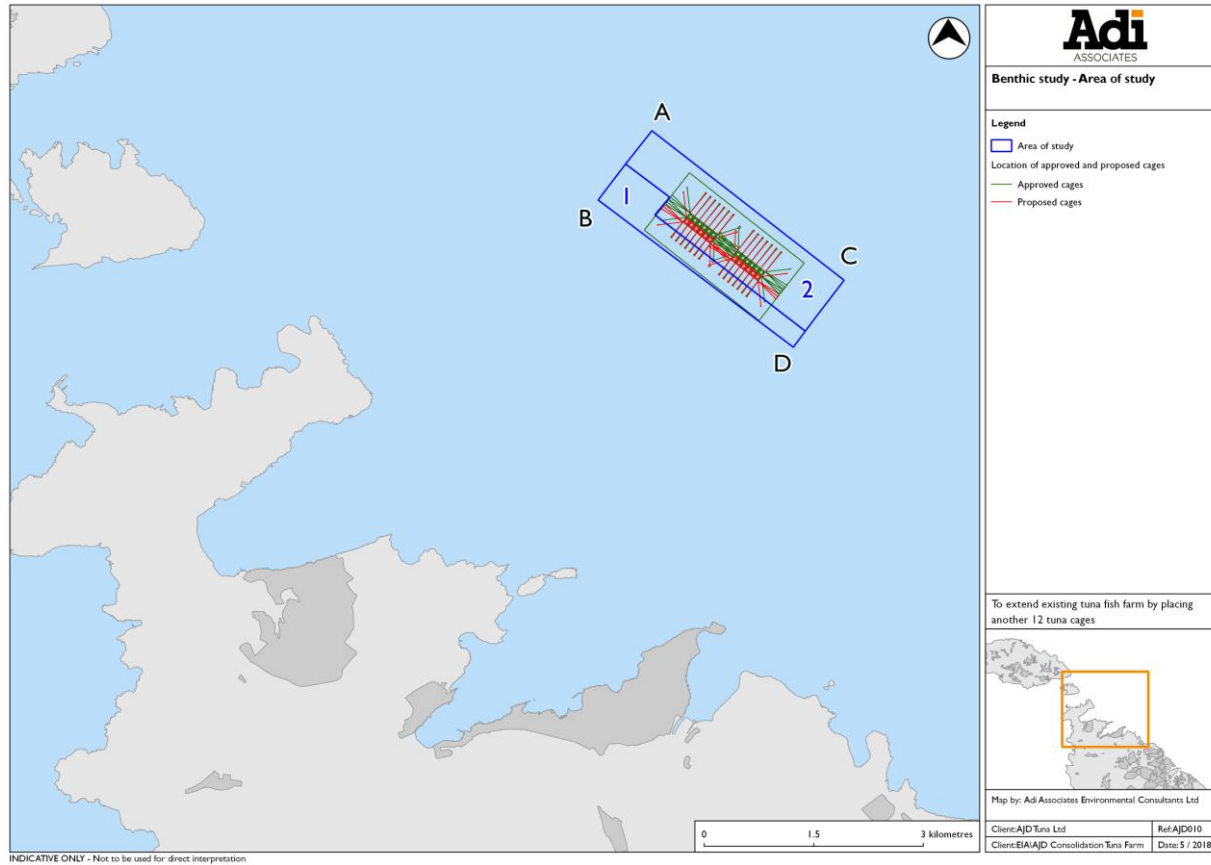 A
1
B
C
2
D
0 1.5 3 kilometres
INDICATIVE ONLY - Not to be used for direct interpretation
Adi
ASSOCIATES
Benthic study - Area of study
Legend
Area of study
Location of approved and proposed cages
Approved cages
Proposed cages
To extend existing tuna fish farm by placing
another 12 tuna cages
Map by: Adi Associates Environmental Consultants Ltd
Client:AJD Tuna Ltd Ref:AJD010
Client:EIA\AJD Consolidation Tuna Farm Date: 5 / 2018